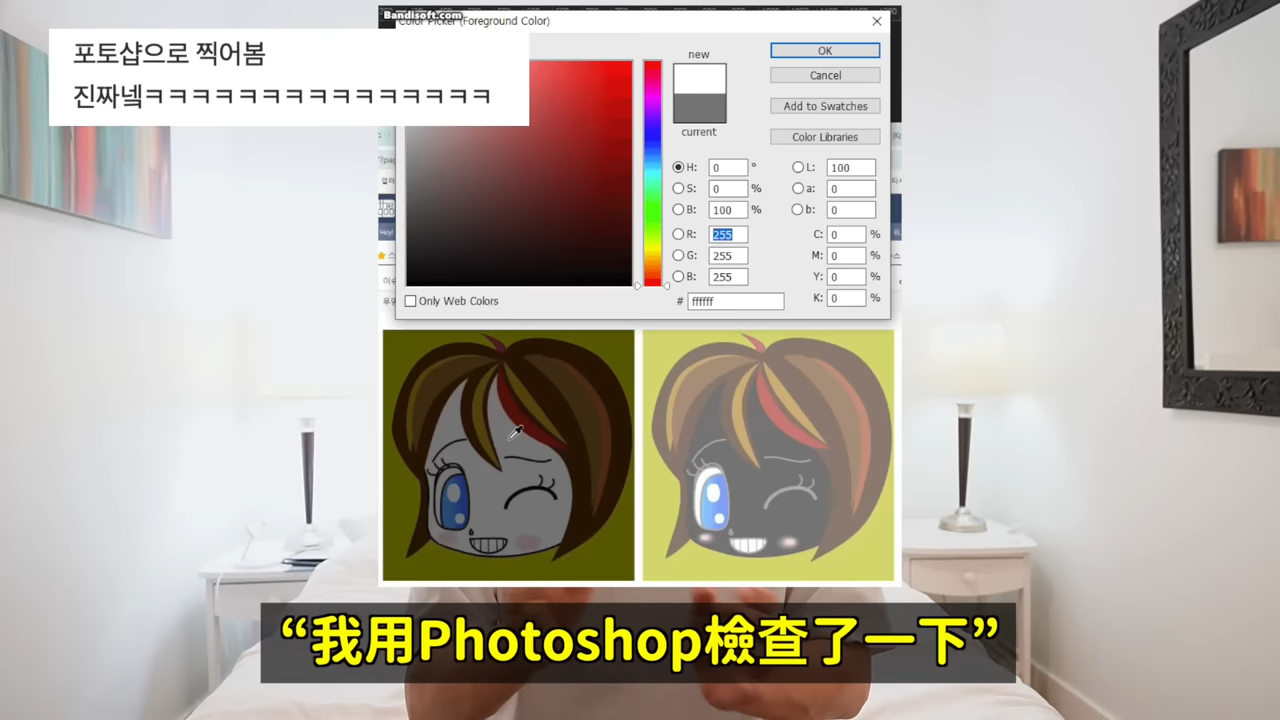 Bandisoft.com
Color Picker (Foreground Color)
포토샵으로 찍어봄
진짜넼ㅋㅋㅋㅋㅋㅋㅋㅋㅋㅋㅋㅋㅋㅋㅋ
new
current
OK
Cancel
Add to Swatches
Color Libraries
H: 0 °
S: 0 %
B: 100 %
R: 255
G: 255
B: 255
L: 100
a: 0
b: 0
C: 0 %
M: 0 %
Y: 0 %
K: 0 %
# ffffff
Only Web Colors
“我用Photoshop檢查了一下”